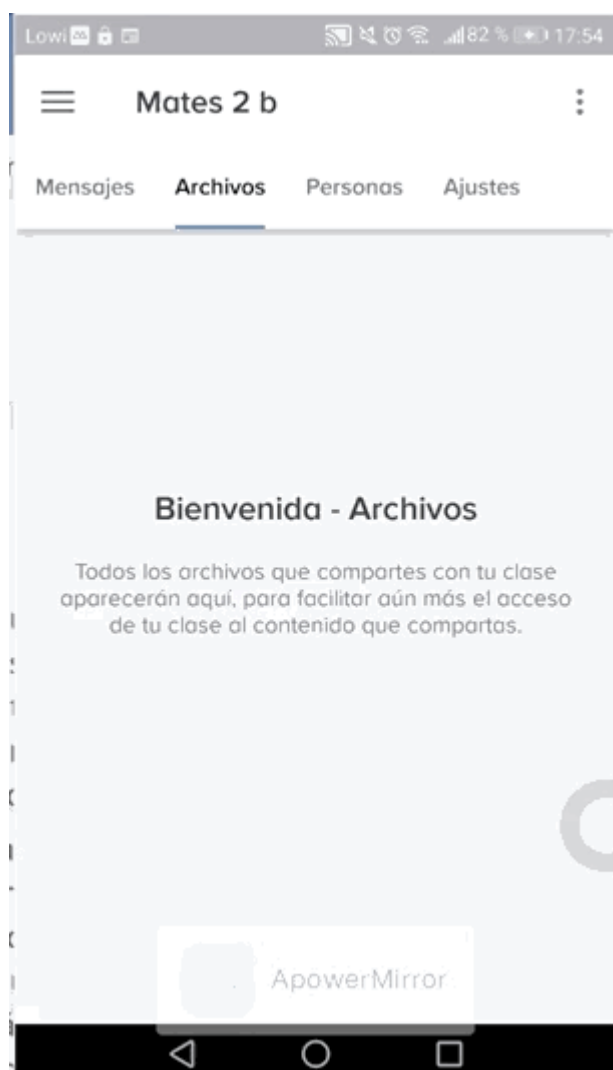 Lowi 82 % 17:54
Mates 2 b
Mensajes Archivos Personas Ajustes
Bienvenida - Archivos
Todos los archivos que compartes con tu clase
aparecerán aquí, para facilitar aún más el acceso
de tu clase al contenido que compartas.
ApowerMirror